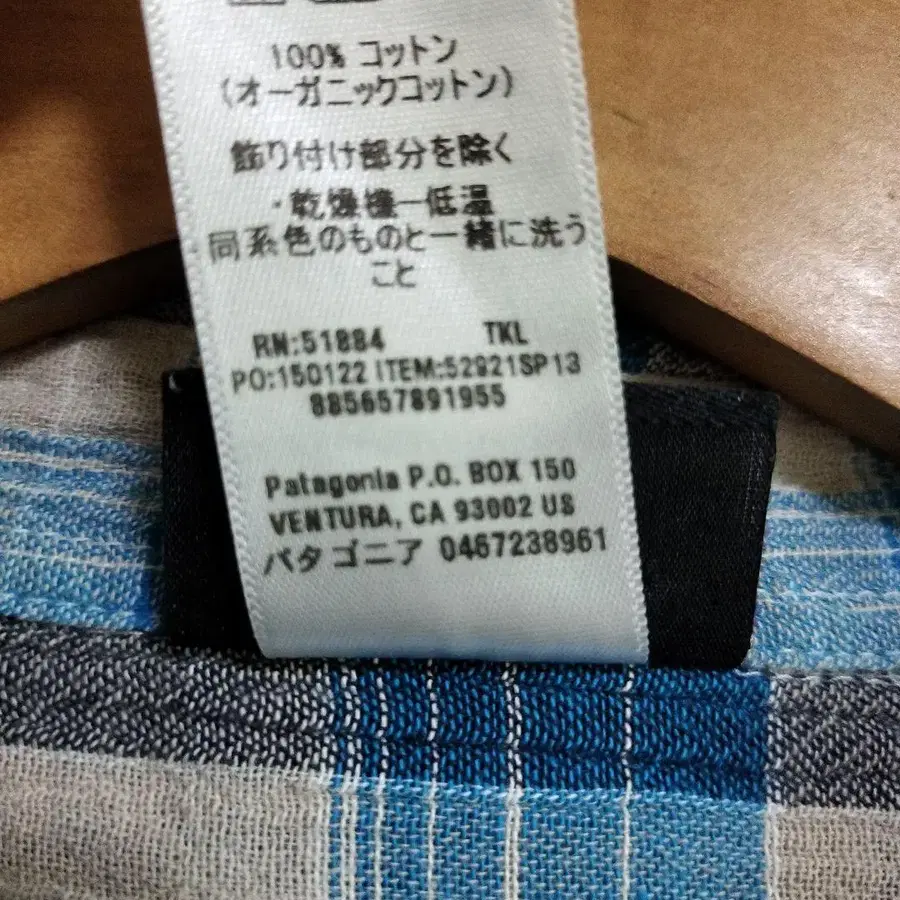 100% コットン
(オーガニックコットン)
飾り付け部分を除く
・乾燥機ー低温
同系色のものと一緒に洗う
こと
RN:51884 TKL
PO:150122 ITEM:52921SP13
885657891955
Patagonia P.O. BOX 150
VENTURA, CA 93002 US
パタゴニア 0467238961